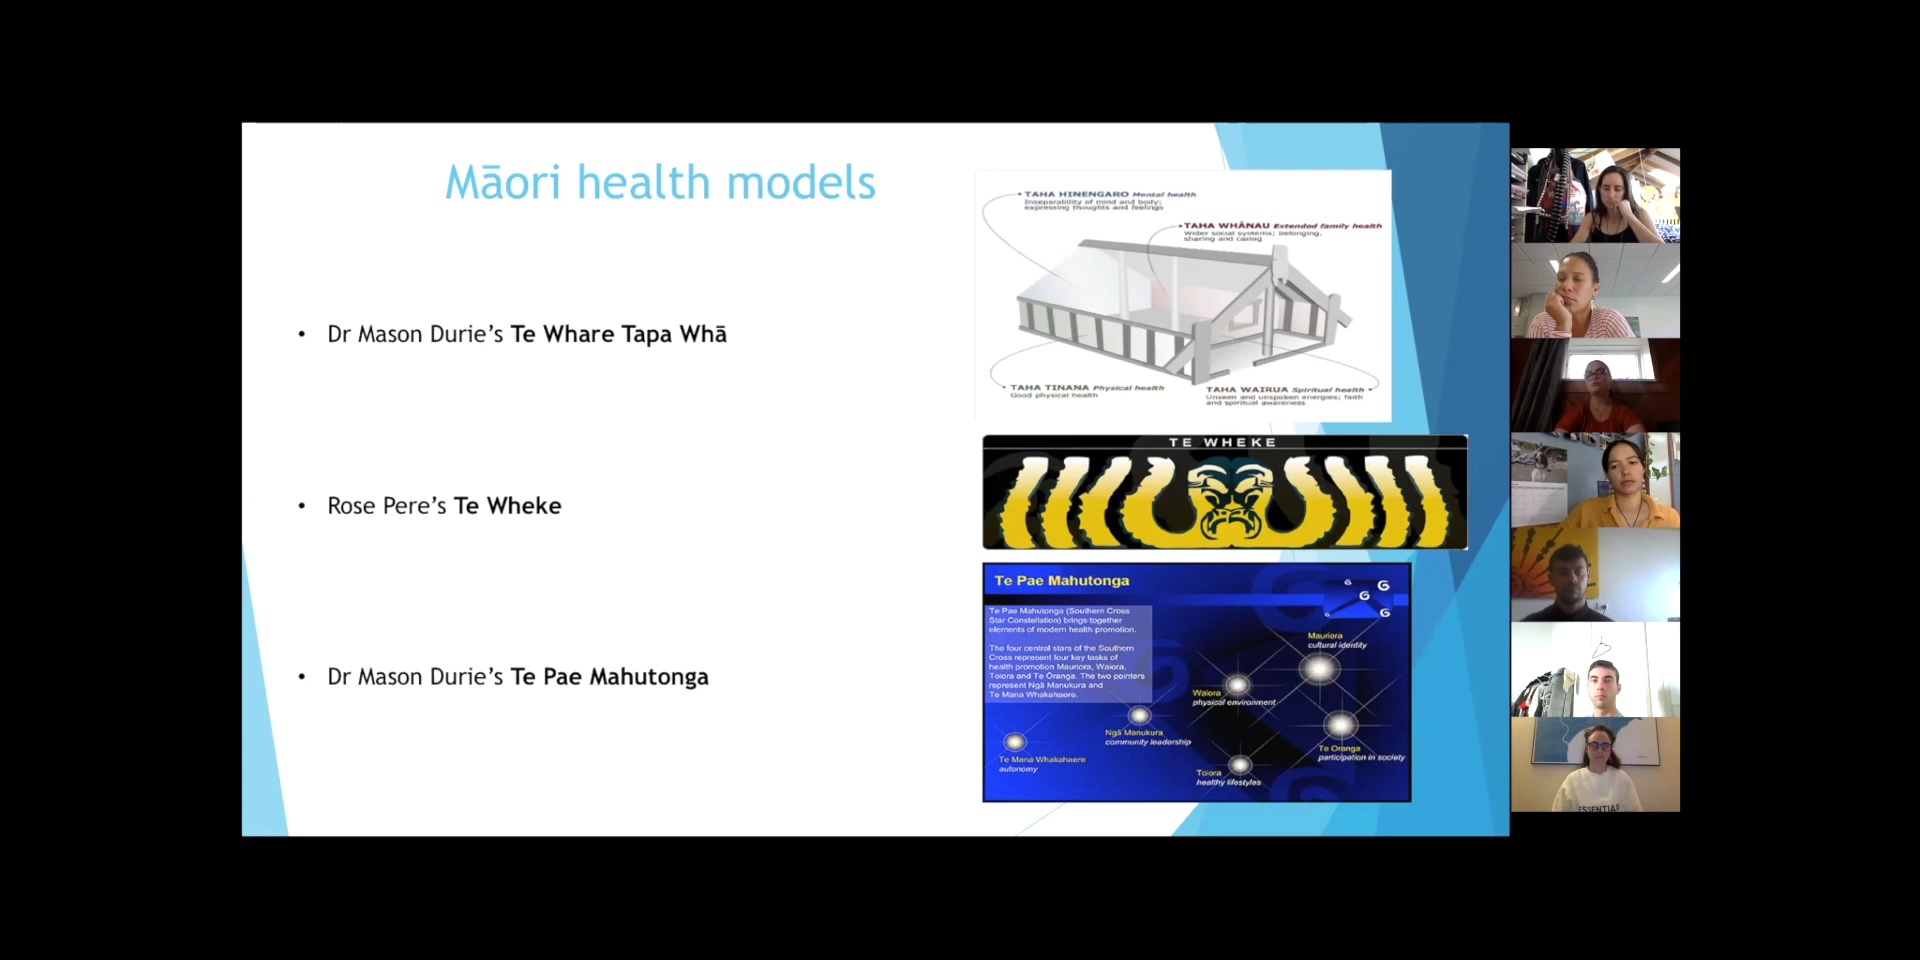 Māori health models
• Dr Mason Durie’s Te Whare Tapa Whā
• Rose Pere’s Te Wheke
• Dr Mason Durie’s Te Pae Mahutonga
TAHA HINENGARO Mental health
Inseparability of mind and body;
expressing thoughts and feelings
TAHA WHĀNAU Extended family health
Wider social systems; belonging,
sharing and caring
TAHA TINANA Physical health
Good physical health
TAHA WAIRUA Spiritual health
Unseen and unspoken energies; faith
and spiritual awareness
TE WHEKE
Te Pae Mahutonga
Te Pae Mahutonga (Southern Cross
Star Constellation) brings together
elements of modern health promotion.
The four central stars of the Southern
Cross represent four key tasks of
health promotion Mauriora, Waiora,
Toiora and Te Oranga. The two pointers
represent Ngā Manukura and
Te Mana Whakahaere.
Mauriora
cultural identity
Waiora
physical environment
Ngā Manukura
community leadership
Te Mana Whakahaere
autonomy
Te Oranga
participation in society
Toiora
healthy lifestyles
ESSENTIAL